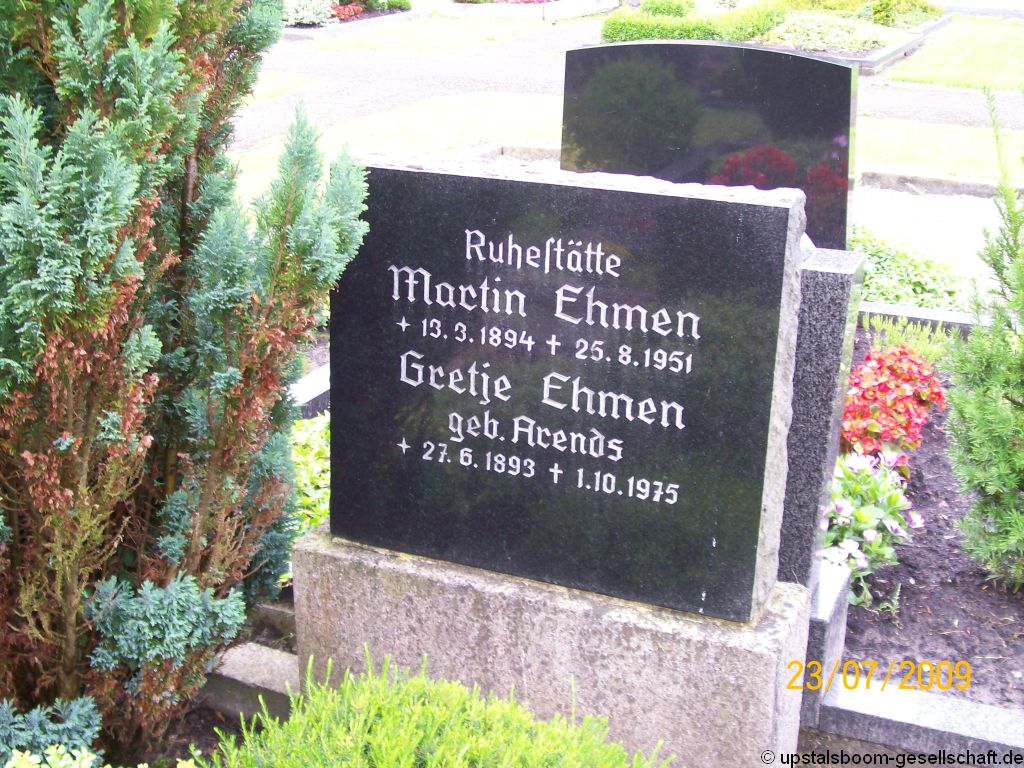 Ruheſtätte
Martin Ehmen
+ 13.3.1894 + 25.8.1951
Gretje Ehmen
geb. Arends
+ 27.6.1893 + 1.10.1975
23/07/2009
© upstalsboom-gesellschaft.de